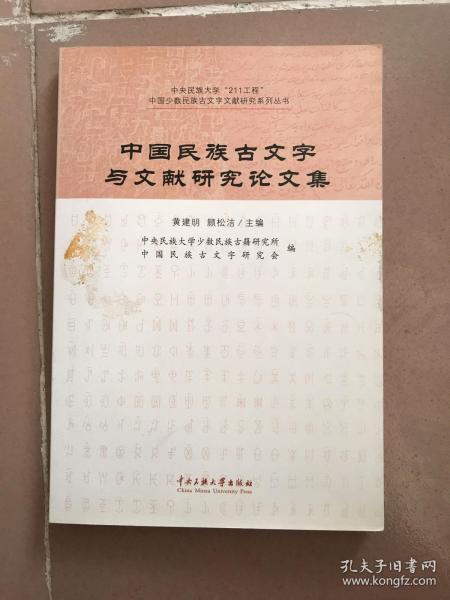 中央民族大学“211工程”
中国少数民族古文字文献研究系列丛书
中国民族古文字
与文献研究论文集
黄建明 顾松洁/主编
中央民族大学少数民族古籍研究所
中国民族古文字研究会 编
中央民族大学出版社
China Minzu University Press
孔夫子旧书网
www.kongfz.com